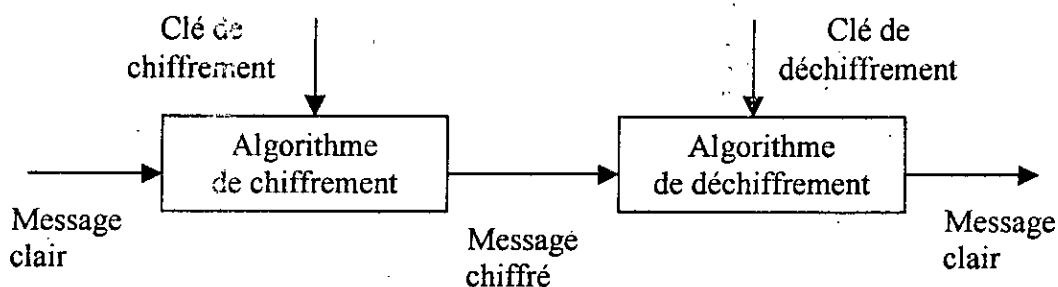 Clé de
chiffrement
Clé de
déchiffrement
Algorithme
de chiffrement
Algorithme
de déchiffrement
Message
clair
Message
chiffré
Message
clair